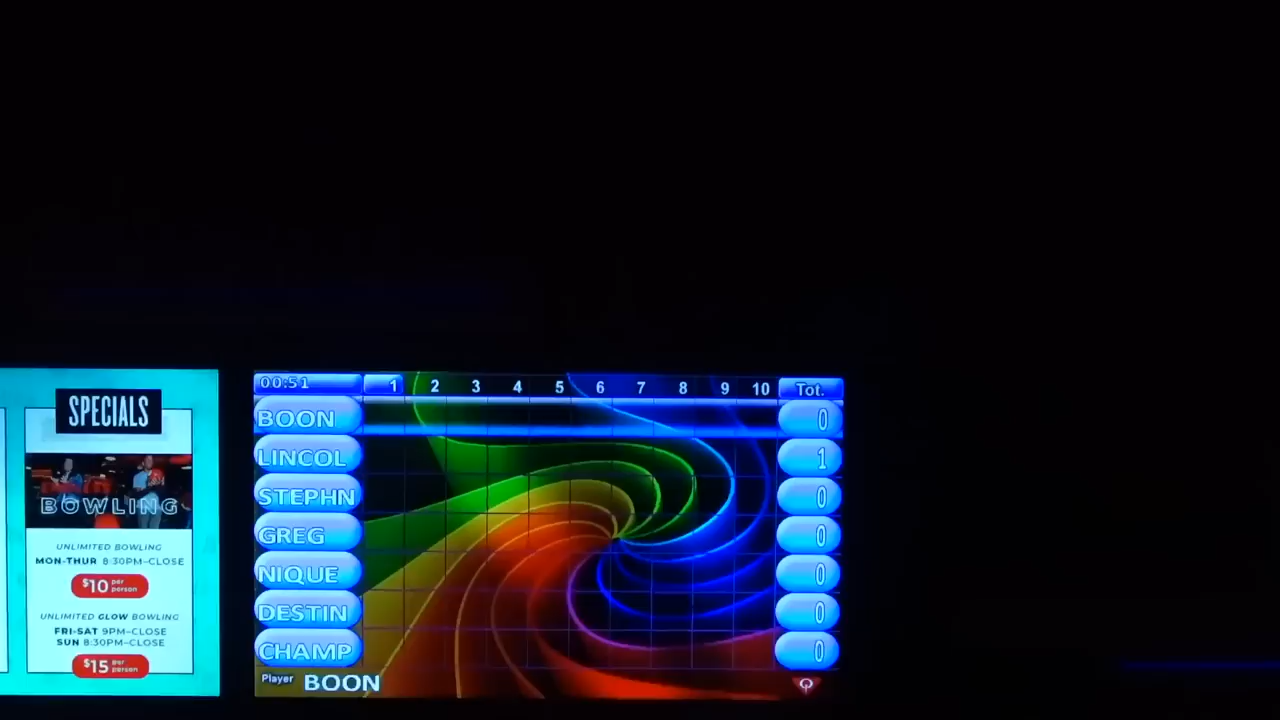 SPECIALS
BOWLING
UNLIMITED BOWLING
MON-THUR 8:30PM–CLOSE
$10 per person
UNLIMITED GLOW BOWLING
FRI-SAT 9PM–CLOSE
SUN 8:30PM–CLOSE
$15 per person
00:51 1 2 3 4 5 6 7 8 9 10 Tot.
BOON 0
LINCOL 1
STEPHN 0
GREG 0
NIQUE 0
DESTIN 0
CHAMP 0
Player BOON